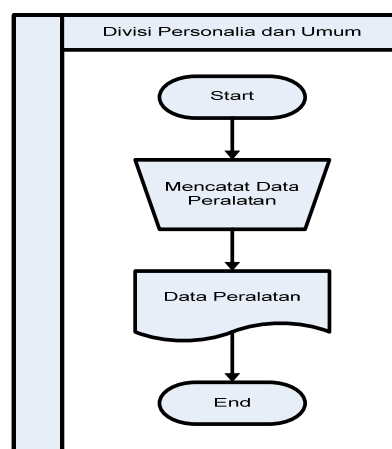 Divisi Personalia dan Umum
Start
Mencatat Data
Peralatan
Data Peralatan
End